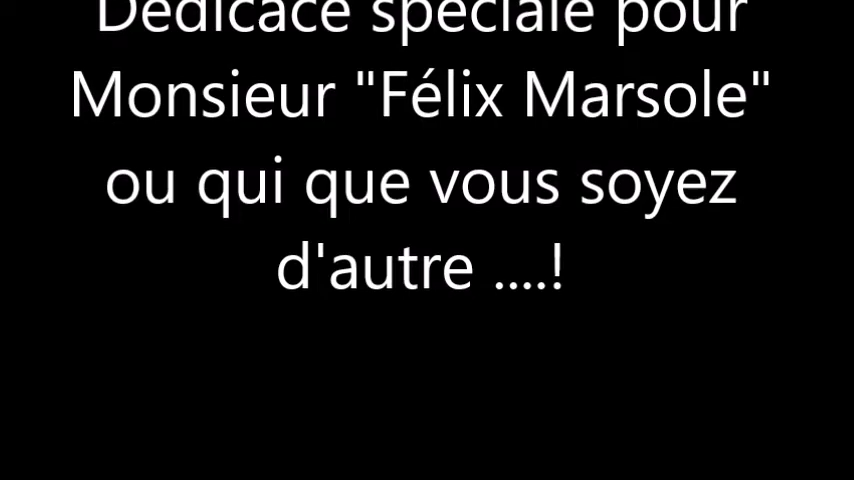 Dédicace spéciale pour
Monsieur "Félix Marsole"
ou qui que vous soyez
d'autre ....!